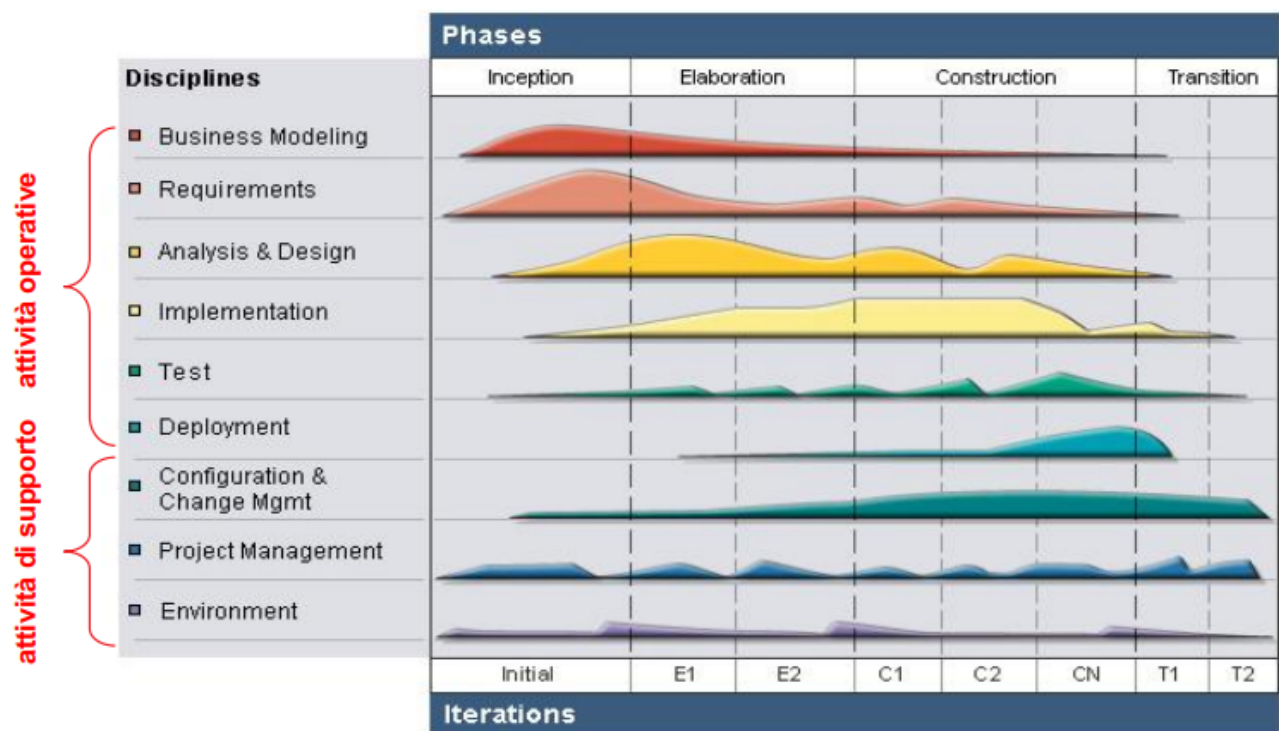 Phases
Disciplines
Inception
Elaboration
Construction
Transition
Business Modeling
Requirements
Analysis & Design
Implementation
Test
Deployment
Configuration &
Change Mgmt
Project Management
Environment
attività operative
attività di supporto
Initial
E1
E2
C1
C2
CN
T1
T2
Iterations